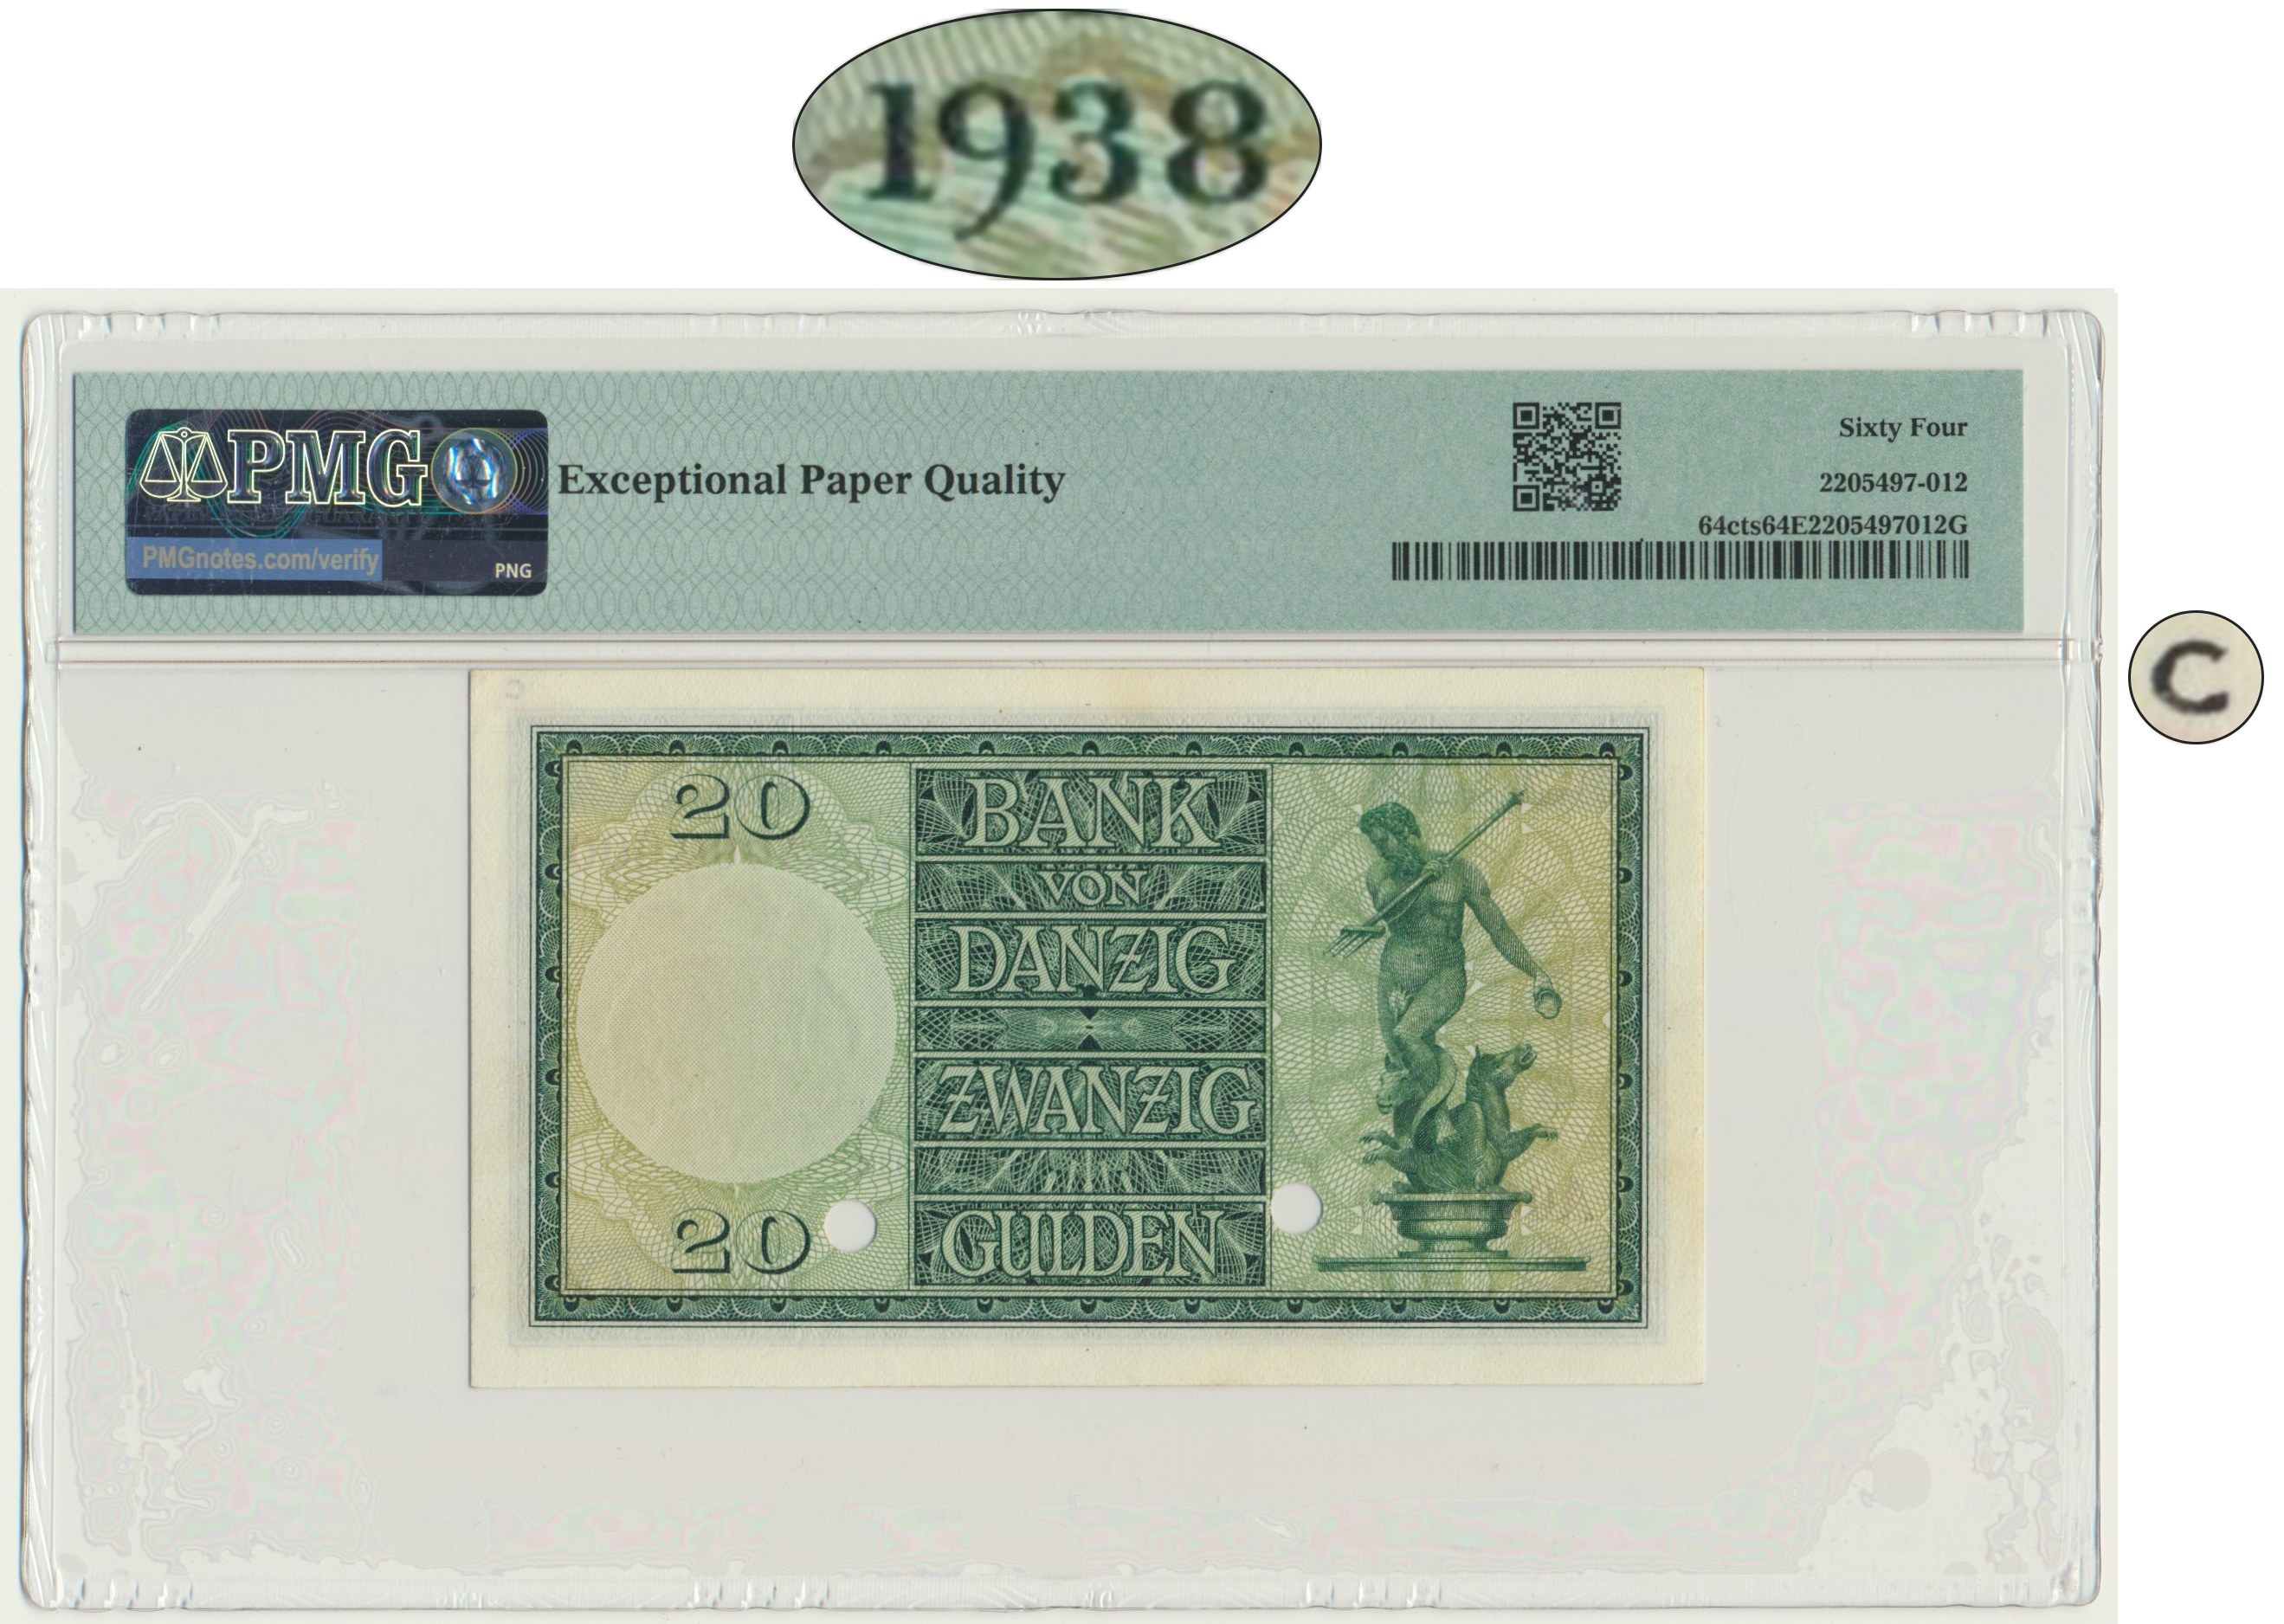 1938
PMG
Exceptional Paper Quality
PMGnotes.com/verify
PNG
Sixty Four
2205497-012
64cts64E2205497012G
C
20
BANK
VON
DANZIG
ZWANZIG
20
GULDEN